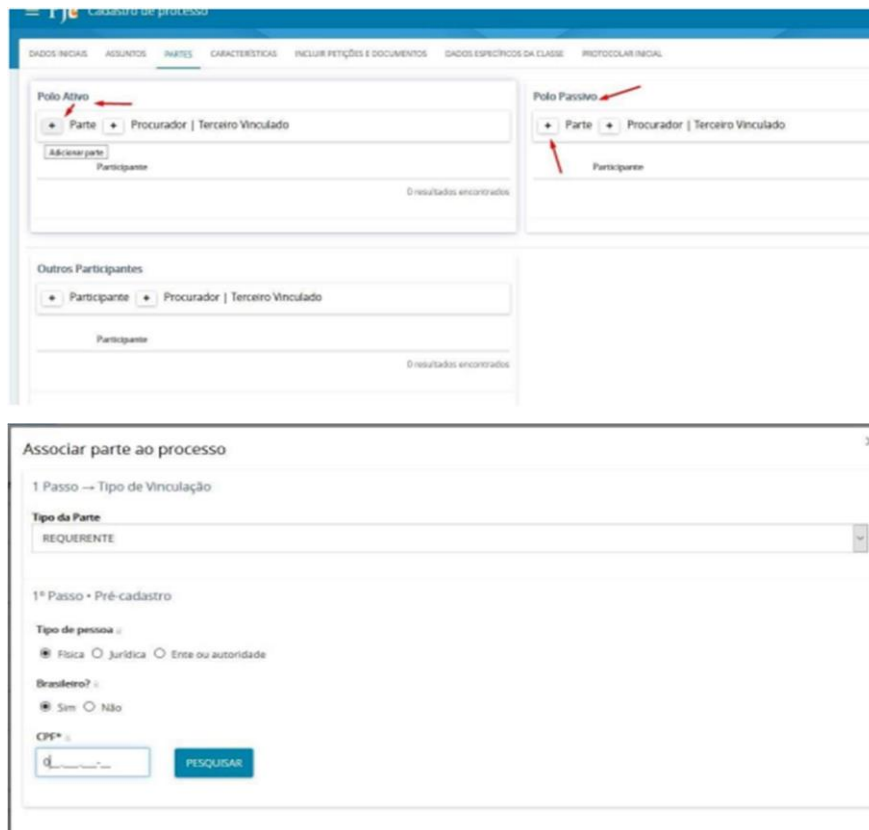 PJe Cadastro de processo
DADOS INICIAIS ASSUNTOS PARTES CARACTERÍSTICAS INCLUIR PETIÇÕES E DOCUMENTOS DADOS ESPECÍFICOS DA CLASSE PROTOCOLAR INICIAL
Polo Ativo
+ Parte + Procurador | Terceiro Vinculado
Adicionar parte
Participante
0 resultados encontrados
Polo Passivo
+ Parte + Procurador | Terceiro Vinculado
Participante
Outros Participantes
+ Participante + Procurador | Terceiro Vinculado
Participante
0 resultados encontrados
Associar parte ao processo
1 Passo → Tipo de Vinculação
Tipo da Parte
REQUERENTE
1º Passo • Pré-cadastro
Tipo de pessoa
Física Jurídica Ente ou autoridade
Brasileiro?
Sim Não
CPF*
0__.___.___-__ PESQUISAR